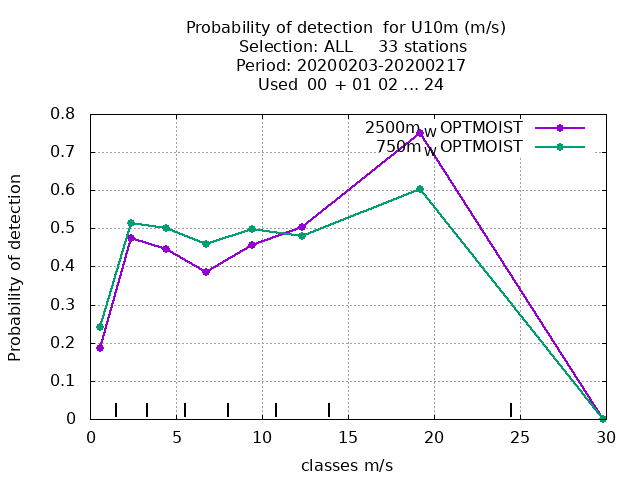 Probability of detection for U10m (m/s)
Selection: ALL 33 stations
Period: 20200203-20200217
Used 00 + 01 02 ... 24
2500m_W OPTMOIST
750m_W OPTMOIST
0.8
0.7
0.6
0.5
0.4
0.3
0.2
0.1
0
Probability of detection
0 5 10 15 20 25 30
classes m/s